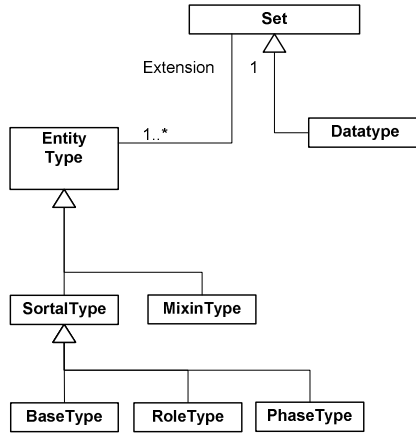 Set
Extension 1
1..*
Entity
Type
Datatype
SortalType MixinType
BaseType RoleType PhaseType